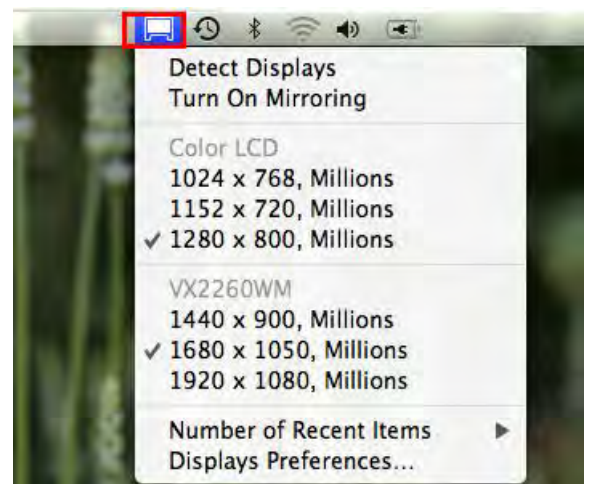 Detect Displays
Turn On Mirroring
Color LCD
1024 x 768, Millions
1152 x 720, Millions
1280 x 800, Millions
VX2260WM
1440 x 900, Millions
1680 x 1050, Millions
1920 x 1080, Millions
Number of Recent Items
Displays Preferences...